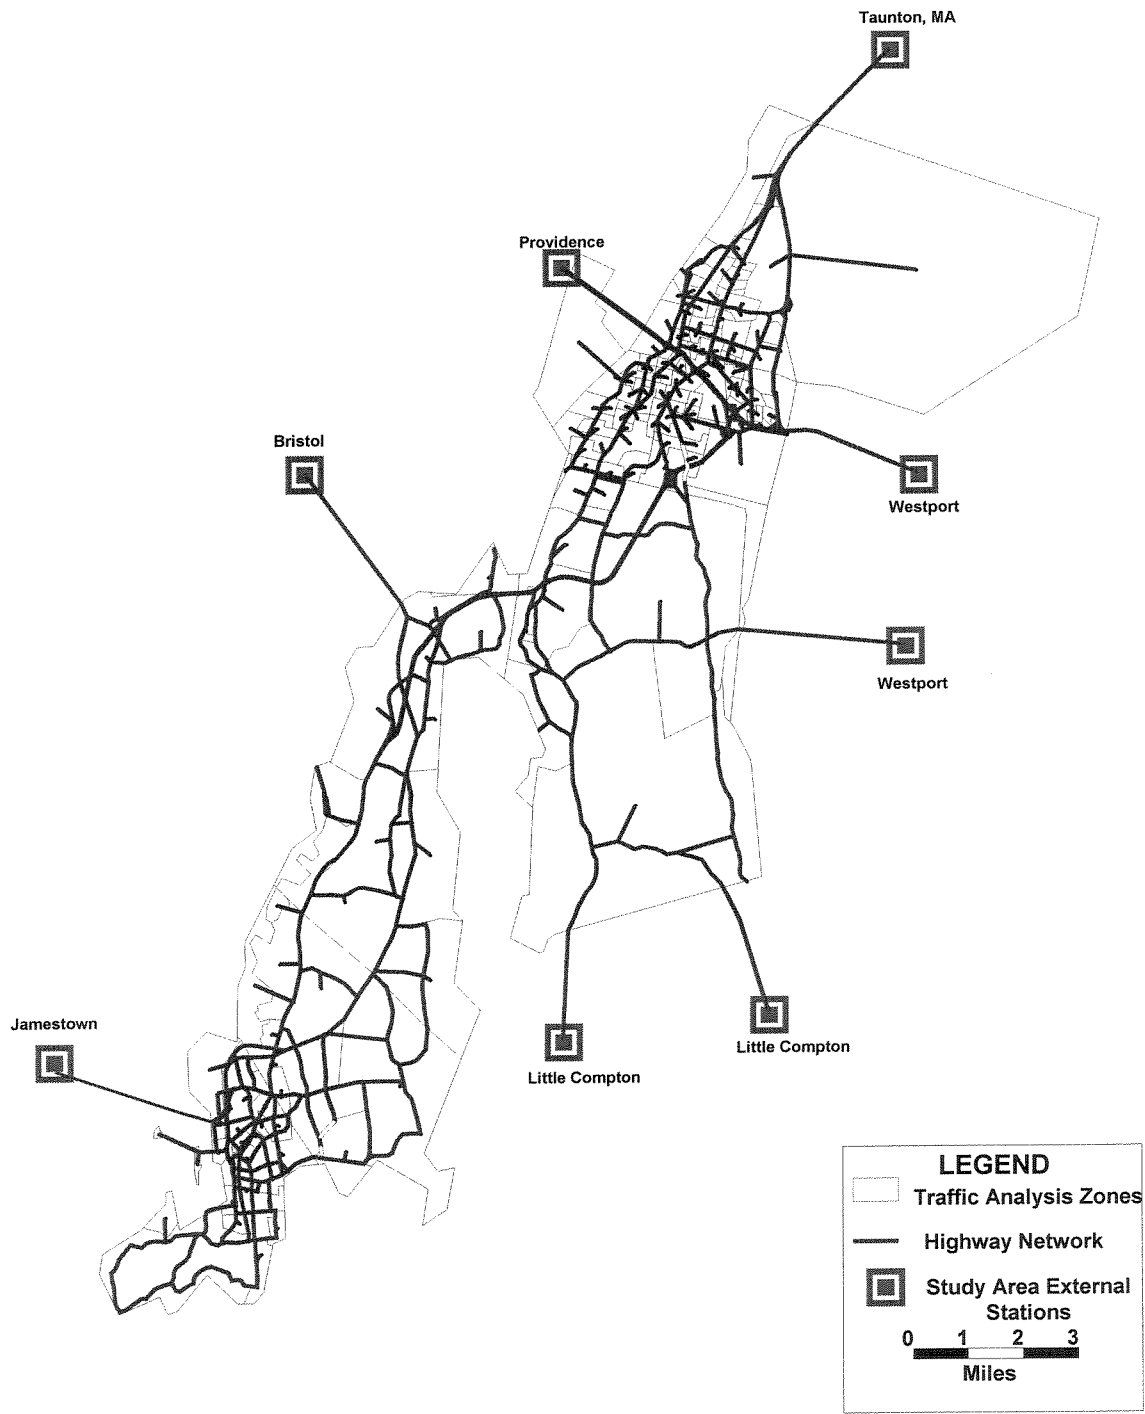 Taunton, MA
Providence
Bristol
Westport
Westport
Jamestown
Little Compton
Little Compton
LEGEND
Traffic Analysis Zones
Highway Network
Study Area External
Stations
0 1 2 3
Miles